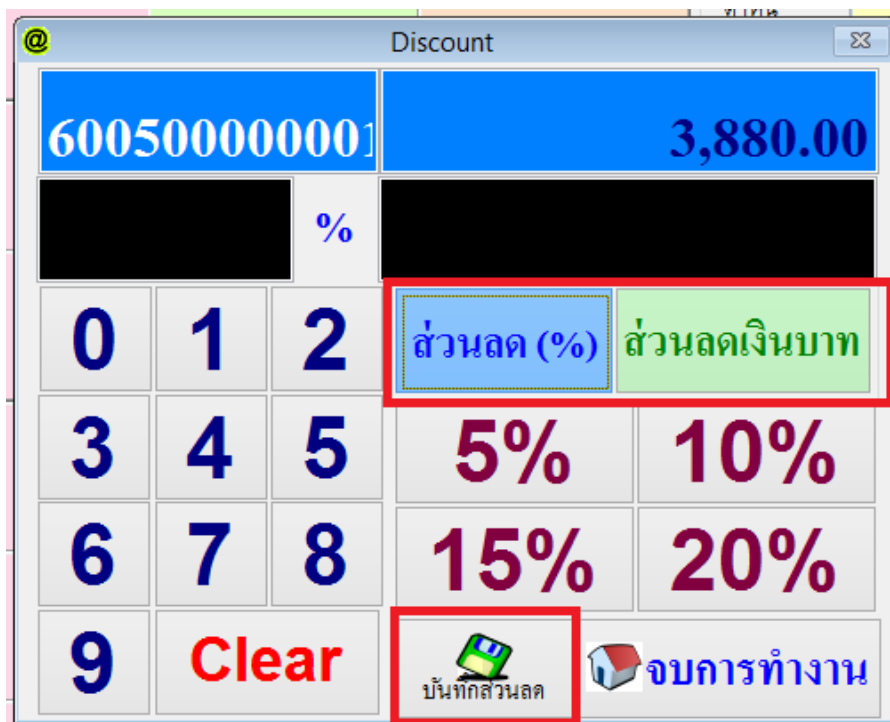 @ Discount
600500000001 3,880.00
%
0 1 2 ส่วนลด (%) ส่วนลดเงินบาท
3 4 5 5% 10%
6 7 8 15% 20%
9 Clear บันทึกส่วนลด จบการทำงาน